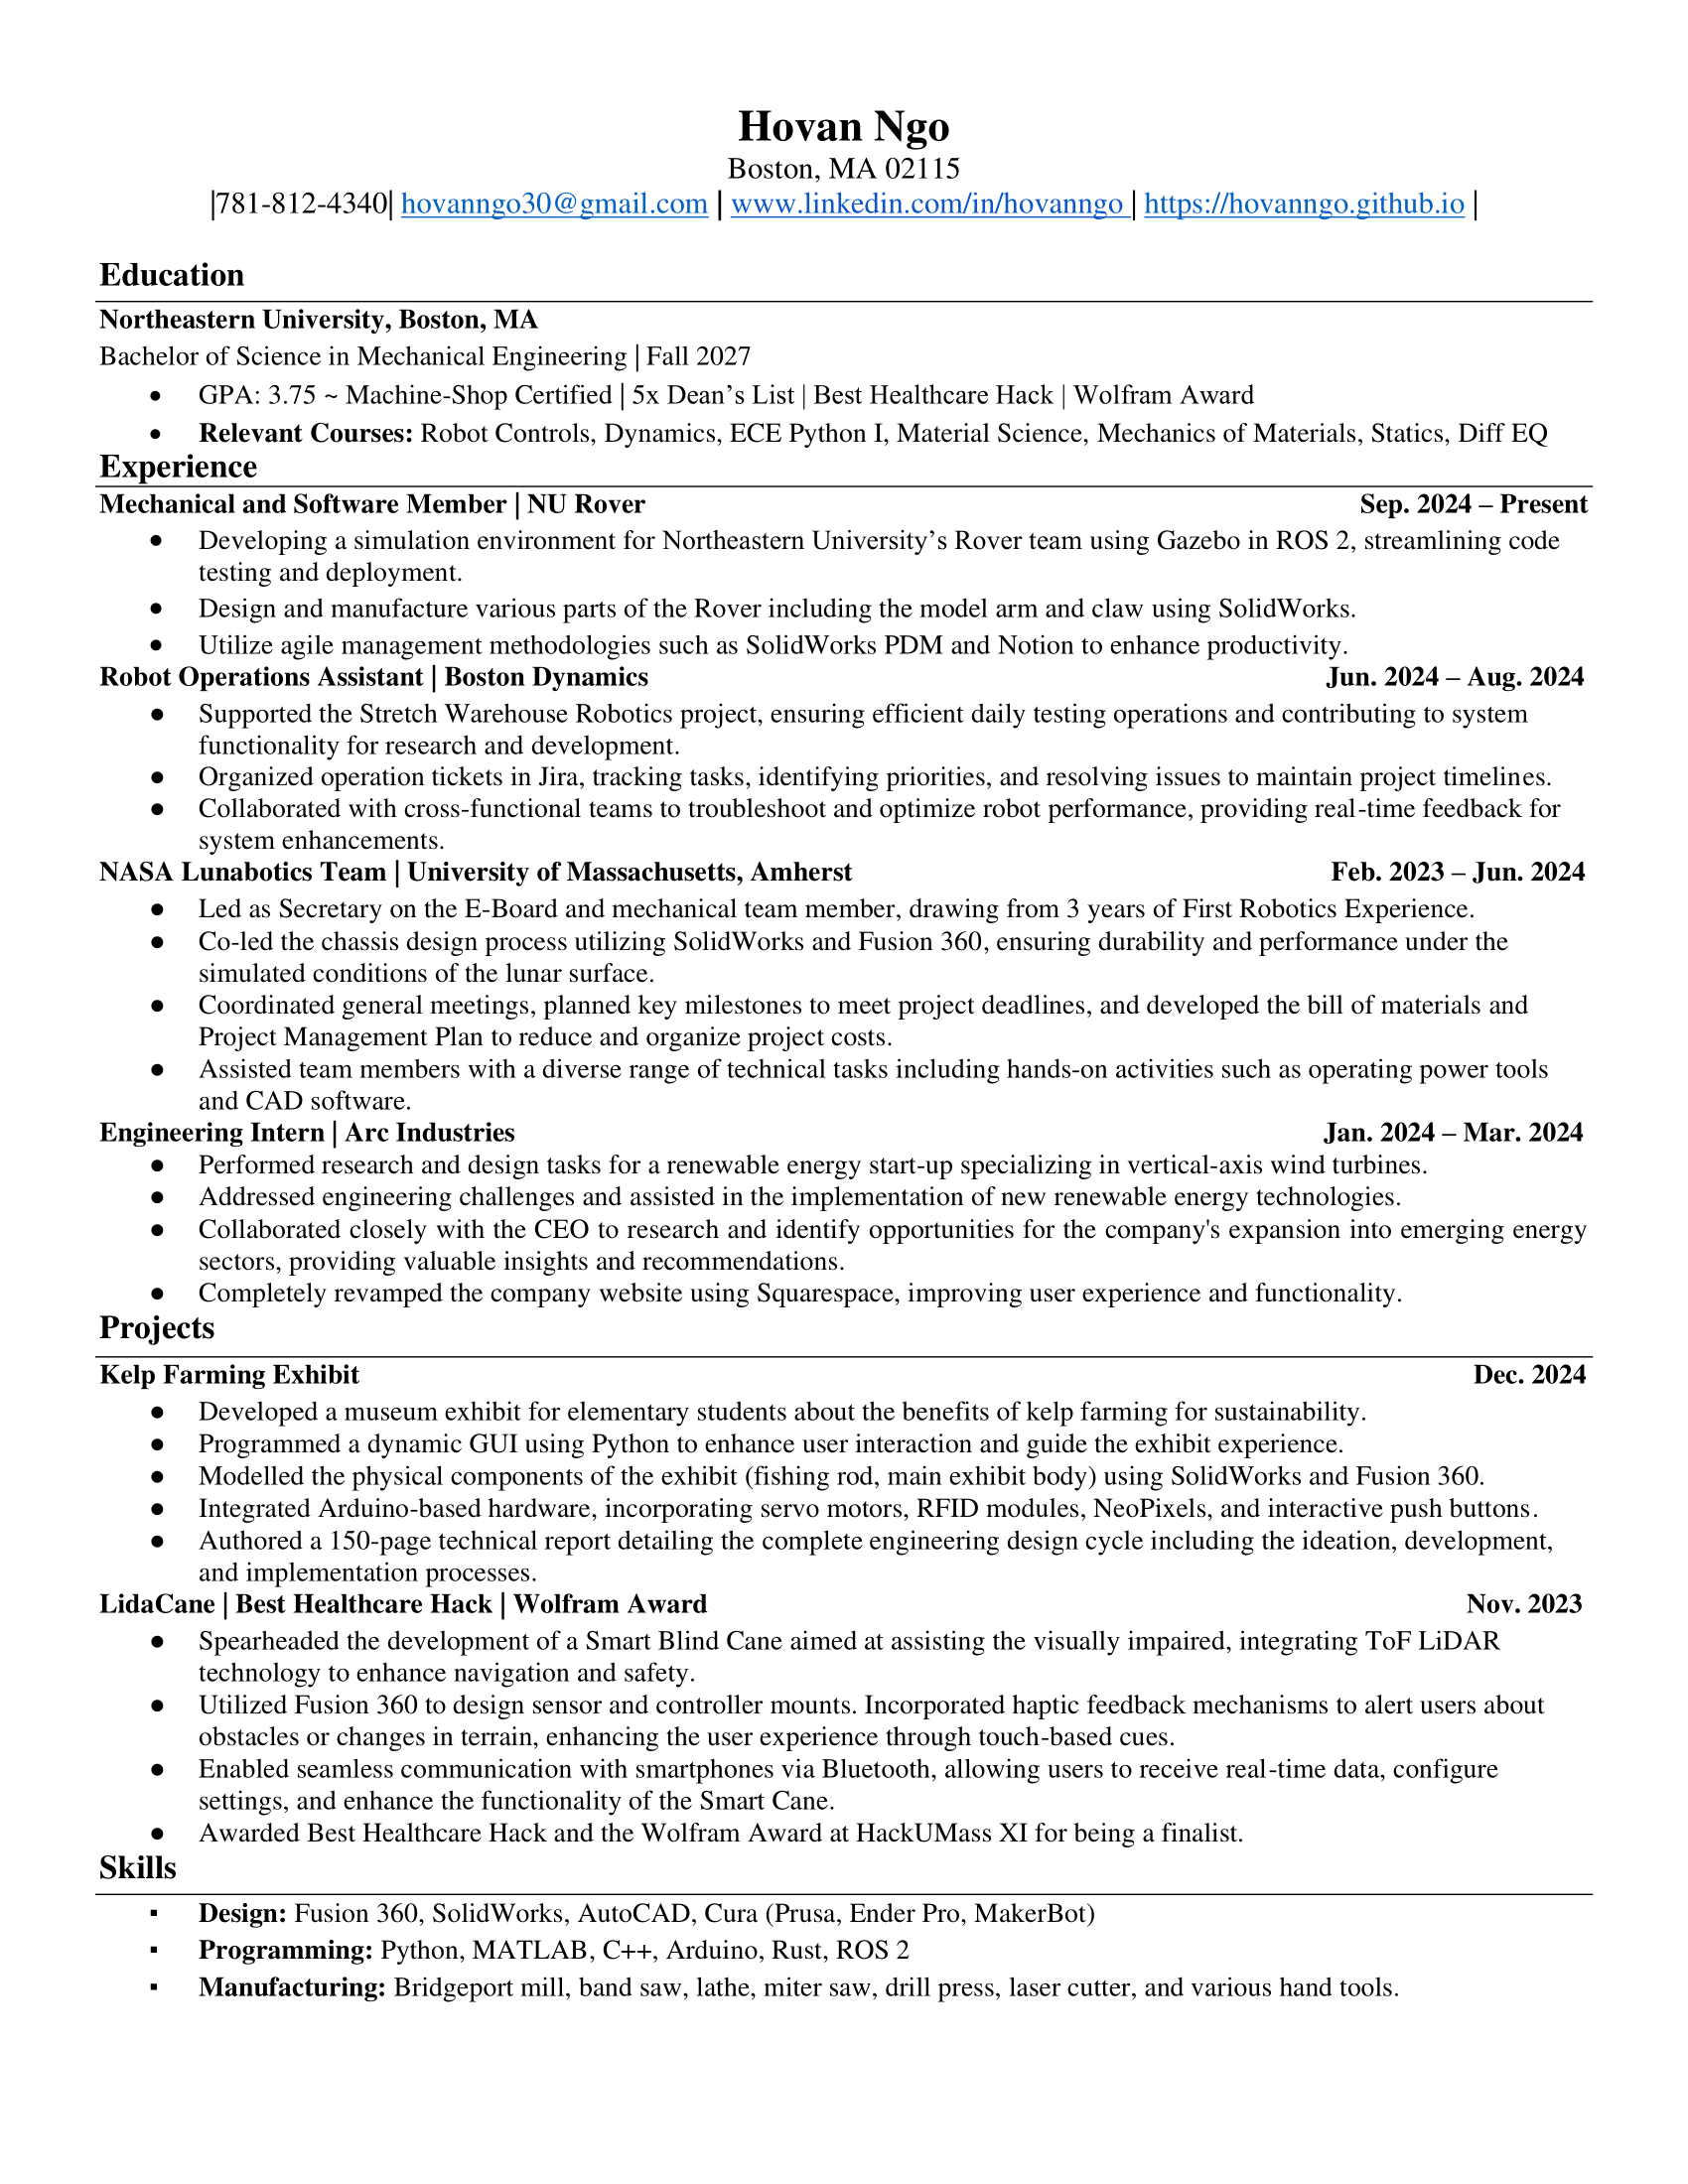 Hovan Ngo
Boston, MA 02115
|781-812-4340| hovanngo30@gmail.com | www.linkedin.com/in/hovanngo | https://hovanngo.github.io |
Education
Northeastern University, Boston, MA
Bachelor of Science in Mechanical Engineering | Fall 2027
● GPA: 3.75 ~ Machine-Shop Certified | 5x Dean’s List | Best Healthcare Hack | Wolfram Award
● Relevant Courses: Robot Controls, Dynamics, ECE Python I, Material Science, Mechanics of Materials, Statics, Diff EQ
Experience
Mechanical and Software Member | NU Rover Sep. 2024 – Present
● Developing a simulation environment for Northeastern University’s Rover team using Gazebo in ROS 2, streamlining code
testing and deployment.
● Design and manufacture various parts of the Rover including the model arm and claw using SolidWorks.
● Utilize agile management methodologies such as SolidWorks PDM and Notion to enhance productivity.
Robot Operations Assistant | Boston Dynamics Jun. 2024 – Aug. 2024
● Supported the Stretch Warehouse Robotics project, ensuring efficient daily testing operations and contributing to system
functionality for research and development.
● Organized operation tickets in Jira, tracking tasks, identifying priorities, and resolving issues to maintain project timelines.
● Collaborated with cross-functional teams to troubleshoot and optimize robot performance, providing real-time feedback for
system enhancements.
NASA Lunabotics Team | University of Massachusetts, Amherst Feb. 2023 – Jun. 2024
● Led as Secretary on the E-Board and mechanical team member, drawing from 3 years of First Robotics Experience.
● Co-led the chassis design process utilizing SolidWorks and Fusion 360, ensuring durability and performance under the
simulated conditions of the lunar surface.
● Coordinated general meetings, planned key milestones to meet project deadlines, and developed the bill of materials and
Project Management Plan to reduce and organize project costs.
● Assisted team members with a diverse range of technical tasks including hands-on activities such as operating power tools
and CAD software.
Engineering Intern | Arc Industries Jan. 2024 – Mar. 2024
● Performed research and design tasks for a renewable energy start-up specializing in vertical-axis wind turbines.
● Addressed engineering challenges and assisted in the implementation of new renewable energy technologies.
● Collaborated closely with the CEO to research and identify opportunities for the company's expansion into emerging energy
sectors, providing valuable insights and recommendations.
● Completely revamped the company website using Squarespace, improving user experience and functionality.
Projects
Kelp Farming Exhibit Dec. 2024
● Developed a museum exhibit for elementary students about the benefits of kelp farming for sustainability.
● Programmed a dynamic GUI using Python to enhance user interaction and guide the exhibit experience.
● Modelled the physical components of the exhibit (fishing rod, main exhibit body) using SolidWorks and Fusion 360.
● Integrated Arduino-based hardware, incorporating servo motors, RFID modules, NeoPixels, and interactive push buttons.
● Authored a 150-page technical report detailing the complete engineering design cycle including the ideation, development,
and implementation processes.
LidaCane | Best Healthcare Hack | Wolfram Award Nov. 2023
● Spearheaded the development of a Smart Blind Cane aimed at assisting the visually impaired, integrating ToF LiDAR
technology to enhance navigation and safety.
● Utilized Fusion 360 to design sensor and controller mounts. Incorporated haptic feedback mechanisms to alert users about
obstacles or changes in terrain, enhancing the user experience through touch-based cues.
● Enabled seamless communication with smartphones via Bluetooth, allowing users to receive real-time data, configure
settings, and enhance the functionality of the Smart Cane.
● Awarded Best Healthcare Hack and the Wolfram Award at HackUMass XI for being a finalist.
Skills
▪ Design: Fusion 360, SolidWorks, AutoCAD, Cura (Prusa, Ender Pro, MakerBot)
▪ Programming: Python, MATLAB, C++, Arduino, Rust, ROS 2
▪ Manufacturing: Bridgeport mill, band saw, lathe, miter saw, drill press, laser cutter, and various hand tools.